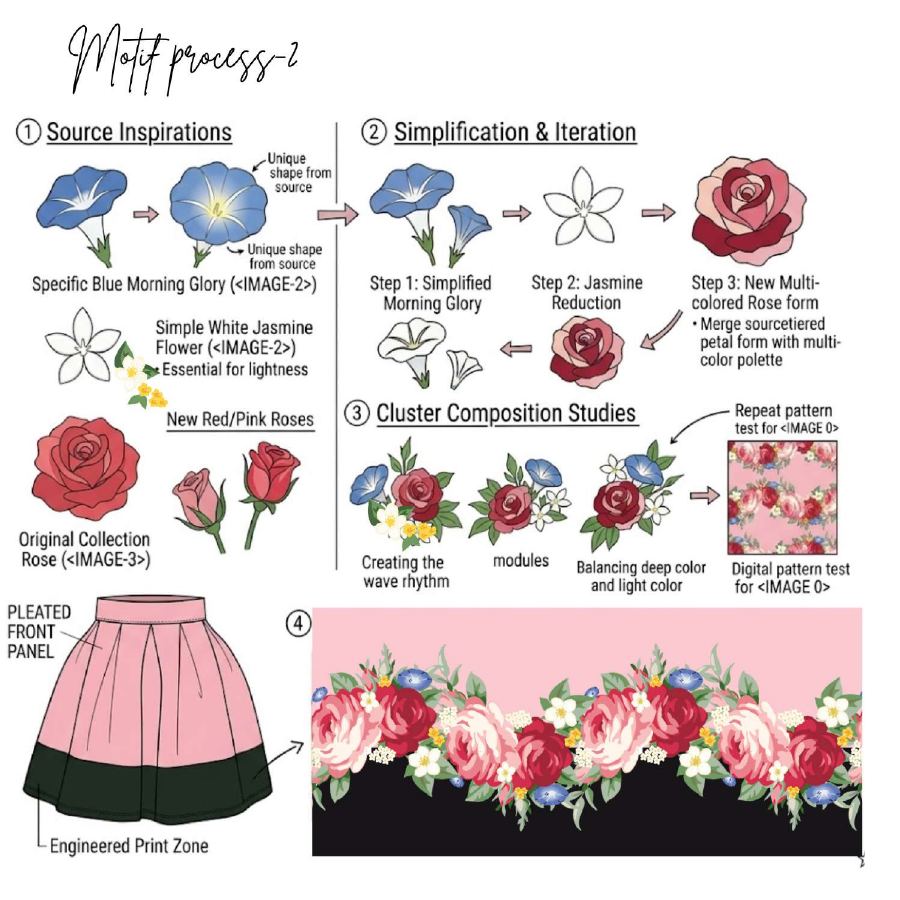 Motif process-2
① Source Inspirations
Unique
shape from
source
Unique shape
from source
Specific Blue Morning Glory (<IMAGE-2>)
Simple White Jasmine
Flower (<IMAGE-2>)
• Essential for lightness
New Red/Pink Roses
Original Collection
Rose (<IMAGE-3>)
② Simplification & Iteration
Step 1: Simplified
Morning Glory
Step 2: Jasmine
Reduction
Step 3: New Multi-
colored Rose form
• Merge sourcetiered
petal form with multi-
color polette
③ Cluster Composition Studies
Repeat pattern
test for <IMAGE 0>
Creating the
wave rhythm
modules
Balancing deep color
and light color
Digital pattern test
for <IMAGE 0>
PLEATED
FRONT
PANEL
Engineered Print Zone
④